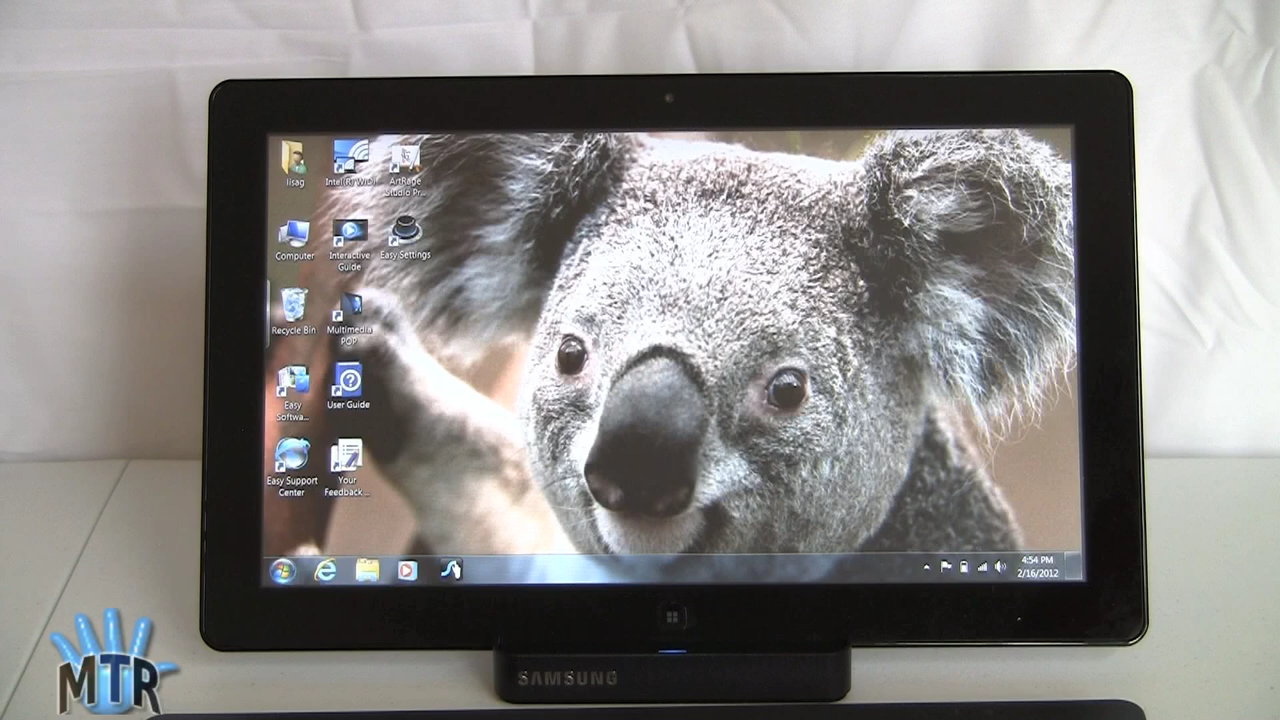 lisag
Intel(R) WiDi
ArtRage
Studio Pr...
Computer
Interactive
Guide
Easy Settings
Recycle Bin
Multimedia
POP
Easy
Softwa...
User Guide
Easy Support
Center
Your
Feedback...
4:54 PM
2/16/2012
SAMSUNG
MTR